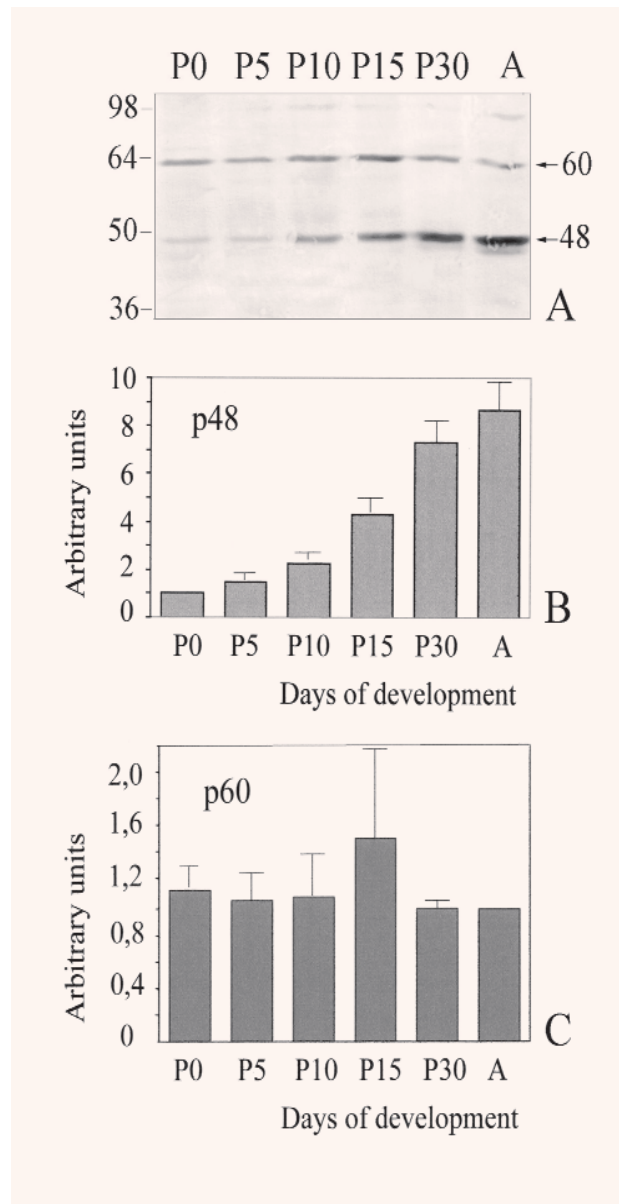 P0 P5 P10 P15 P30 A
98
64
60
50
48
36
A
10
8
6
4
2
0
Arbitrary units
p48
B
P0 P5 P10 P15 P30 A
Days of development
2,0
1,6
1,2
0,8
0,4
0
Arbitrary units
p60
C
P0 P5 P10 P15 P30 A
Days of development